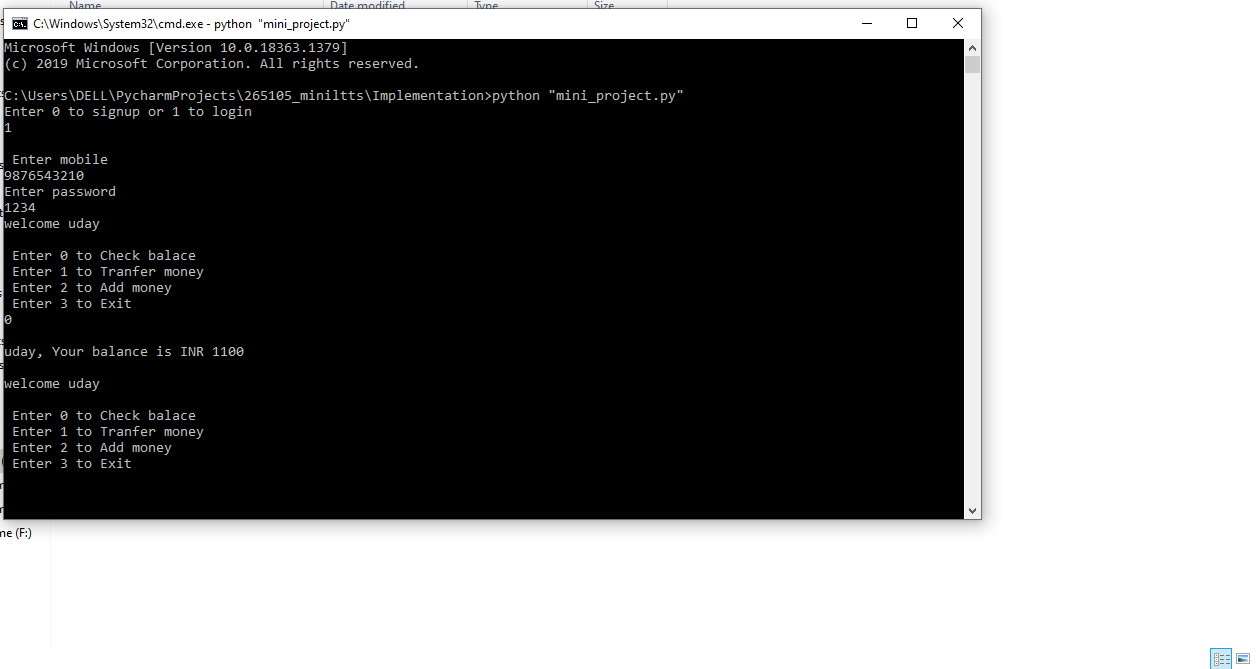 Name Date modified Type Size
C:\Windows\System32\cmd.exe - python "mini_project.py"
Microsoft Windows [Version 10.0.18363.1379]
(c) 2019 Microsoft Corporation. All rights reserved.
C:\Users\DELL\PycharmProjects\265105_miniltts\Implementation>python "mini_project.py"
Enter 0 to signup or 1 to login
1
Enter mobile
9876543210
Enter password
1234
welcome uday
Enter 0 to Check balace
Enter 1 to Tranfer money
Enter 2 to Add money
Enter 3 to Exit
0
uday, Your balance is INR 1100
welcome uday
Enter 0 to Check balace
Enter 1 to Tranfer money
Enter 2 to Add money
Enter 3 to Exit
me (F:)